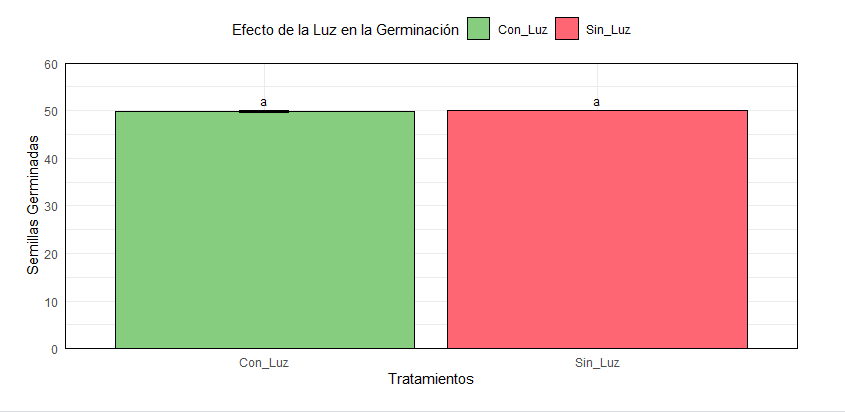 Efecto de la Luz en la Germinación Con_Luz Sin_Luz
60
50
40
30
20
10
0
Semillas Germinadas
a a
Con_Luz Sin_Luz
Tratamientos